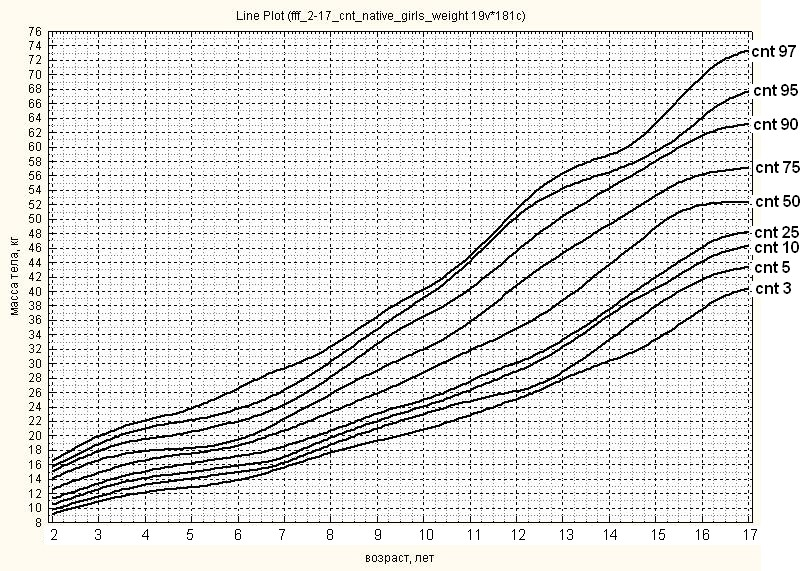 Line Plot (fff_2-17_cnt_native_girls_weight 19v*181c)
76
74
72
70
68
66
64
62
60
58
56
54
52
50
48
46
44
42
40
38
36
34
32
30
28
26
24
22
20
18
16
14
12
10
8
Масса тела, кг
cnt 97
cnt 95
cnt 90
cnt 75
cnt 50
cnt 25
cnt 10
cnt 5
cnt 3
2 3 4 5 6 7 8 9 10 11 12 13 14 15 16 17
возраст, лет